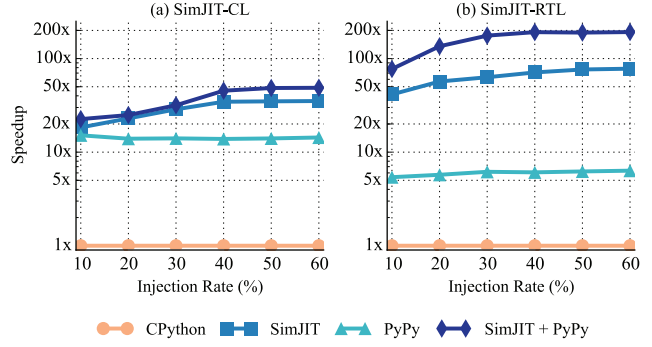 (a) SimJIT-CL
(b) SimJIT-RTL
Speedup
200x
100x
50x
20x
10x
5x
1x
10 20 30 40 50 60
Injection Rate (%)
200x
100x
50x
20x
10x
5x
1x
10 20 30 40 50 60
Injection Rate (%)
CPython SimJIT PyPy SimJIT + PyPy